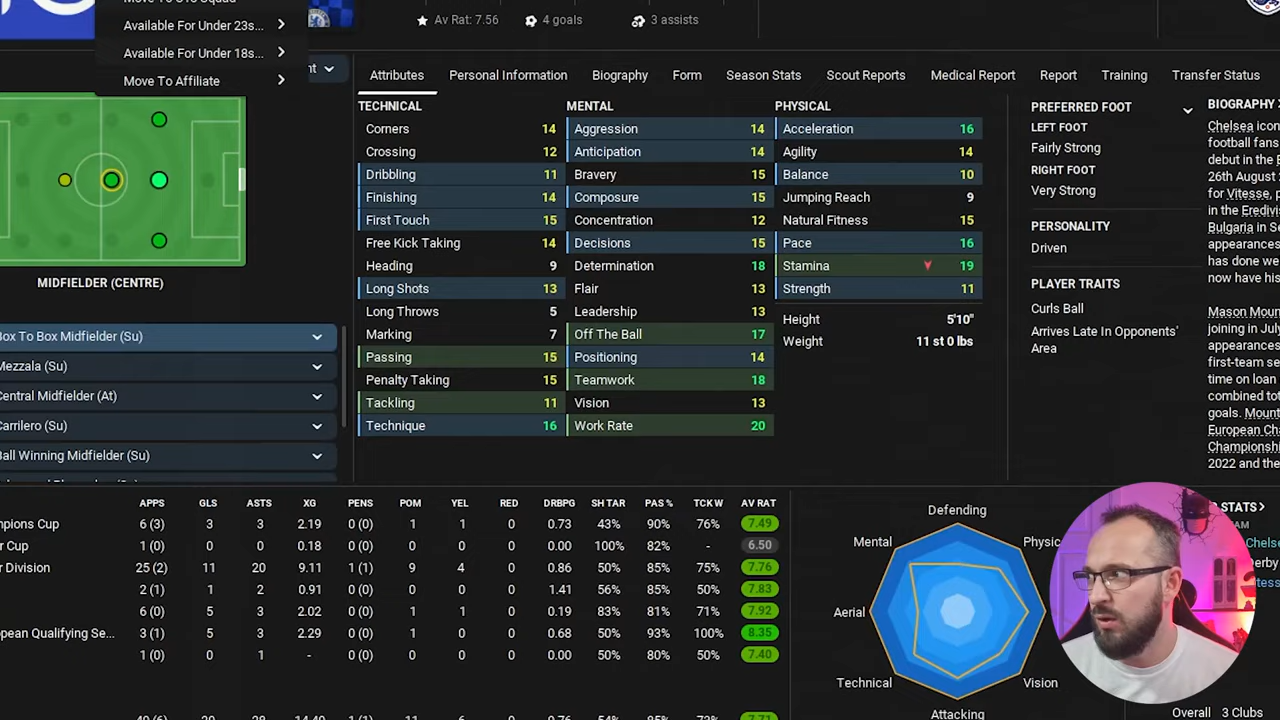 Move To U18 Squad
Available For Under 23s...
Available For Under 18s...
Move To Affiliate
Av Rat: 7.56
4 goals
3 assists
Attributes
Personal Information
Biography
Form
Season Stats
Scout Reports
Medical Report
Report
Training
Transfer Status
MIDFIELDER (CENTRE)
Box To Box Midfielder (Su)
Mezzala (Su)
Central Midfielder (At)
Carrilero (Su)
Ball Winning Midfielder (Su)
TECHNICAL
Corners 14
Crossing 12
Dribbling 11
Finishing 14
First Touch 15
Free Kick Taking 14
Heading 9
Long Shots 13
Long Throws 5
Marking 7
Passing 15
Penalty Taking 15
Tackling 11
Technique 16
MENTAL
Aggression 14
Anticipation 14
Bravery 15
Composure 15
Concentration 12
Decisions 15
Determination 18
Flair 13
Leadership 13
Off The Ball 17
Positioning 14
Teamwork 18
Vision 13
Work Rate 20
PHYSICAL
Acceleration 16
Agility 14
Balance 10
Jumping Reach 9
Natural Fitness 15
Pace 16
Stamina 19
Strength 11
Height 5'10"
Weight 11 st 0 lbs
PREFERRED FOOT
LEFT FOOT
Fairly Strong
RIGHT FOOT
Very Strong
PERSONALITY
Driven
PLAYER TRAITS
Curls Ball
Arrives Late In Opponents'
Area
BIOGRAPHY
Chelsea icon
football fans
debut in the
26th August
for Vitesse, p
in the Eredivi
Bulgaria in Se
appearances
has done we
now have his
Mason Moun
joining in July
appearances
first-team se
time on loan
combined tot
goals. Mount
European Cha
Championship
2022 and the
APPS GLS ASTS XG PENS POM YEL RED DRBPG SH TAR PAS % TCK W AV RAT
mpions Cup 6 (3) 3 3 2.19 0 (0) 1 1 0 0.73 43% 90% 76% 7.49
r Cup 1 (0) 0 0 0.18 0 (0) 0 0 0 0.00 100% 82% - 6.50
r Division 25 (2) 11 20 9.11 1 (1) 9 4 0 0.86 50% 85% 75% 7.76
2 (1) 1 2 0.91 0 (0) 0 0 0 1.41 56% 85% 50% 7.83
6 (0) 5 3 2.02 0 (0) 1 1 0 0.19 83% 81% 71% 7.92
opean Qualifying Se... 3 (1) 5 3 2.29 0 (0) 1 0 0 0.68 50% 93% 100% 8.35
1 (0) 0 1 - 0 (0) 0 0 0 0.00 50% 80% 50% 7.40
Defending
Mental
Physic
Aerial
Technical
Vision
Attacking
STATS
Chelse
erby
tess
Overall 3 Clubs